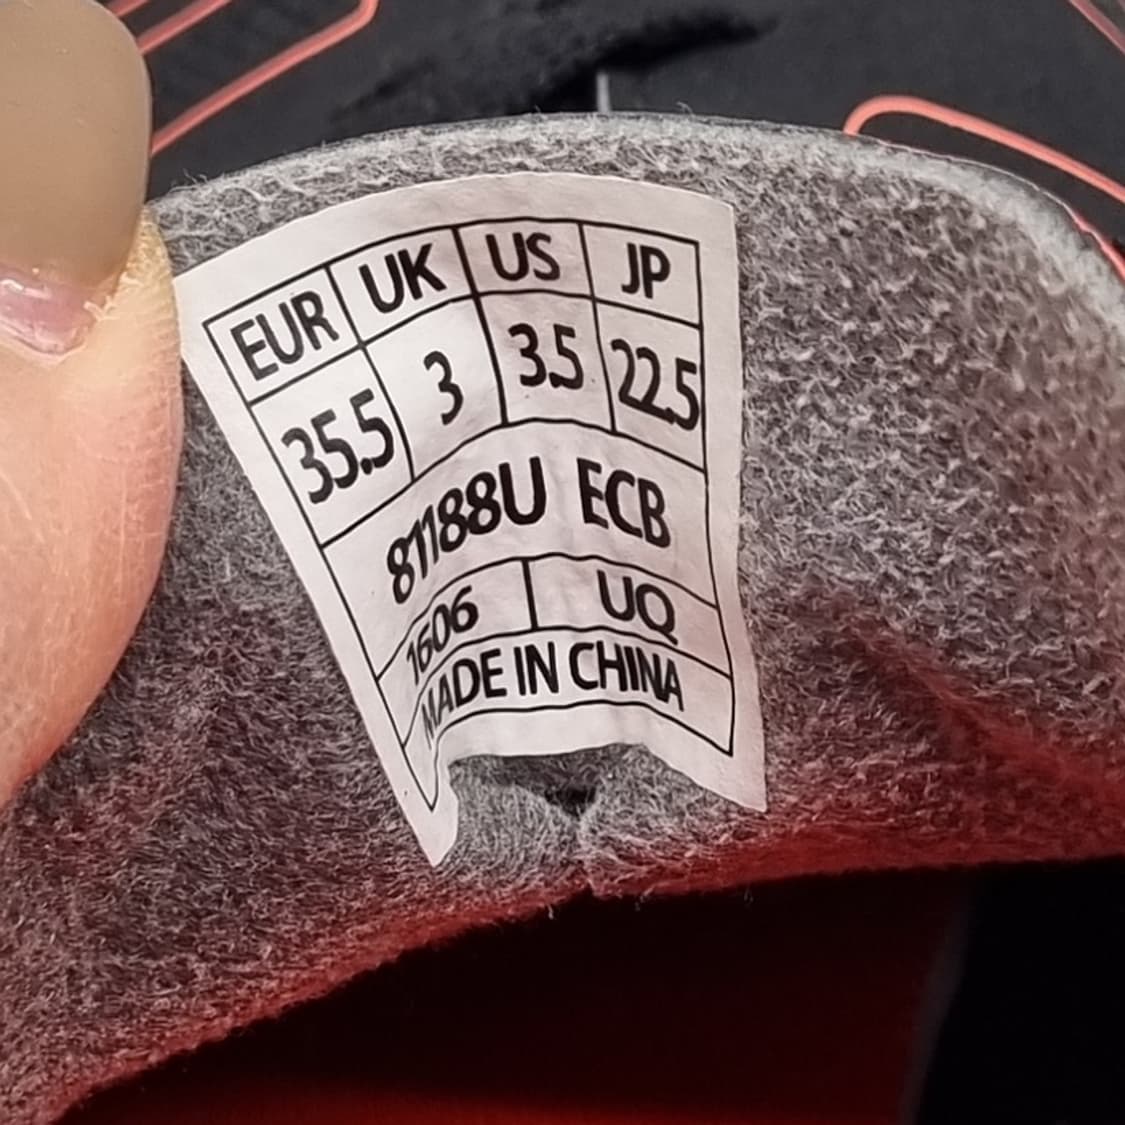 EUR UK US JP
35.5 3 3.5 22.5
81188U ECB
1606 UQ
MADE IN CHINA